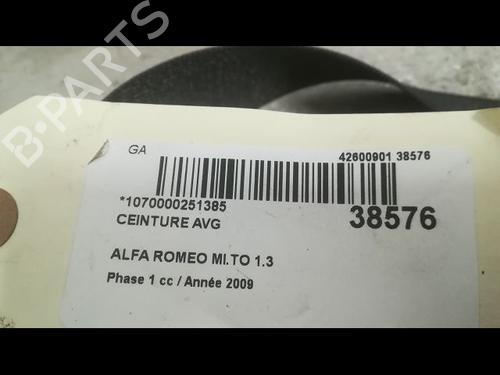 B-PARTS
GA
42600901 38576
*1070000251385
38576
CEINTURE AVG
ALFA ROMEO MI.TO 1.3
Phase 1 cc / Année 2009